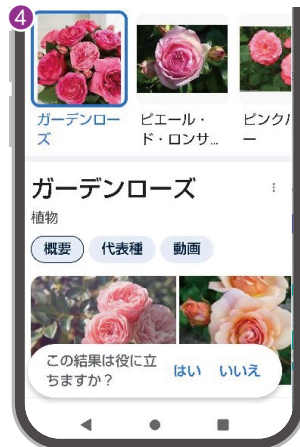 4
ガーデンロー
ズ
ピエール・
ド・ロンサ...
ピンク
ー
ガーデンローズ
植物
概要
代表種
動画
この結果は役に立
ちますか？
はい
いいえ